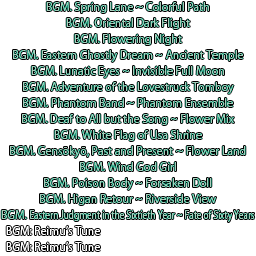 BGM. Spring Lane ~ Colorful Path
BGM. Oriental Dark Flight
BGM. Flowering Night
BGM. Eastern Ghostly Dream ~ Ancient Temple
BGM. Lunatic Eyes ~ Invisible Full Moon
BGM. Adventure of the Lovestruck Tomboy
BGM. Phantom Band ~ Phantom Ensemble
BGM. Deaf to All but the Song ~ Flower Mix
BGM. White Flag of Usa Shrine
BGM. Gensōkyō, Past and Present ~ Flower Land
BGM. Wind God Girl
BGM. Poison Body ~ Forsaken Doll
BGM. Higan Retour ~ Riverside View
BGM. Eastern Judgment in the Sixtieth Year ~ Fate of Sixty Years
BGM: Reimu's Tune
BGM: Reimu's Tune